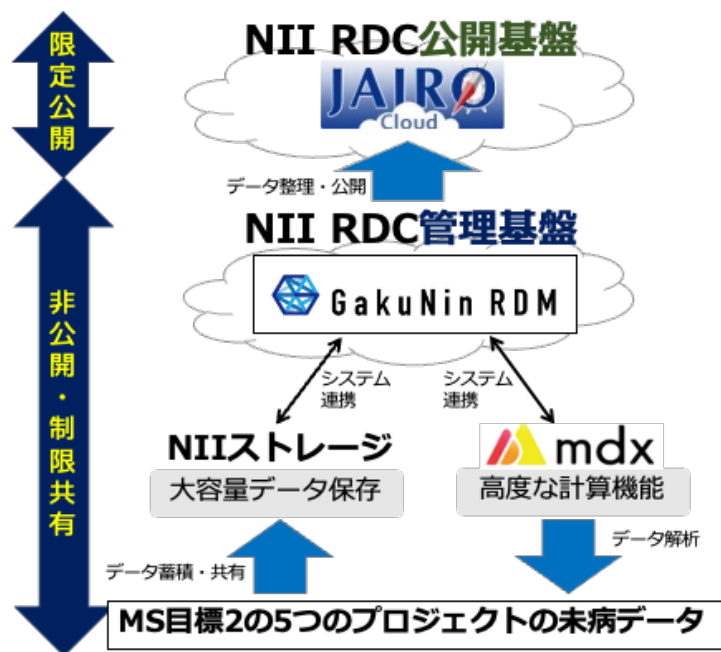 限定公開
NII RDC公開基盤
JAIRO
Cloud
データ整理・公開
NII RDC管理基盤
GakuNin RDM
非公開・制限共有
システム
連携
システム
連携
NIIストレージ
大容量データ保存
mdx
高度な計算機能
データ蓄積・共有
データ解析
MS目標2の5つのプロジェクトの未病データ